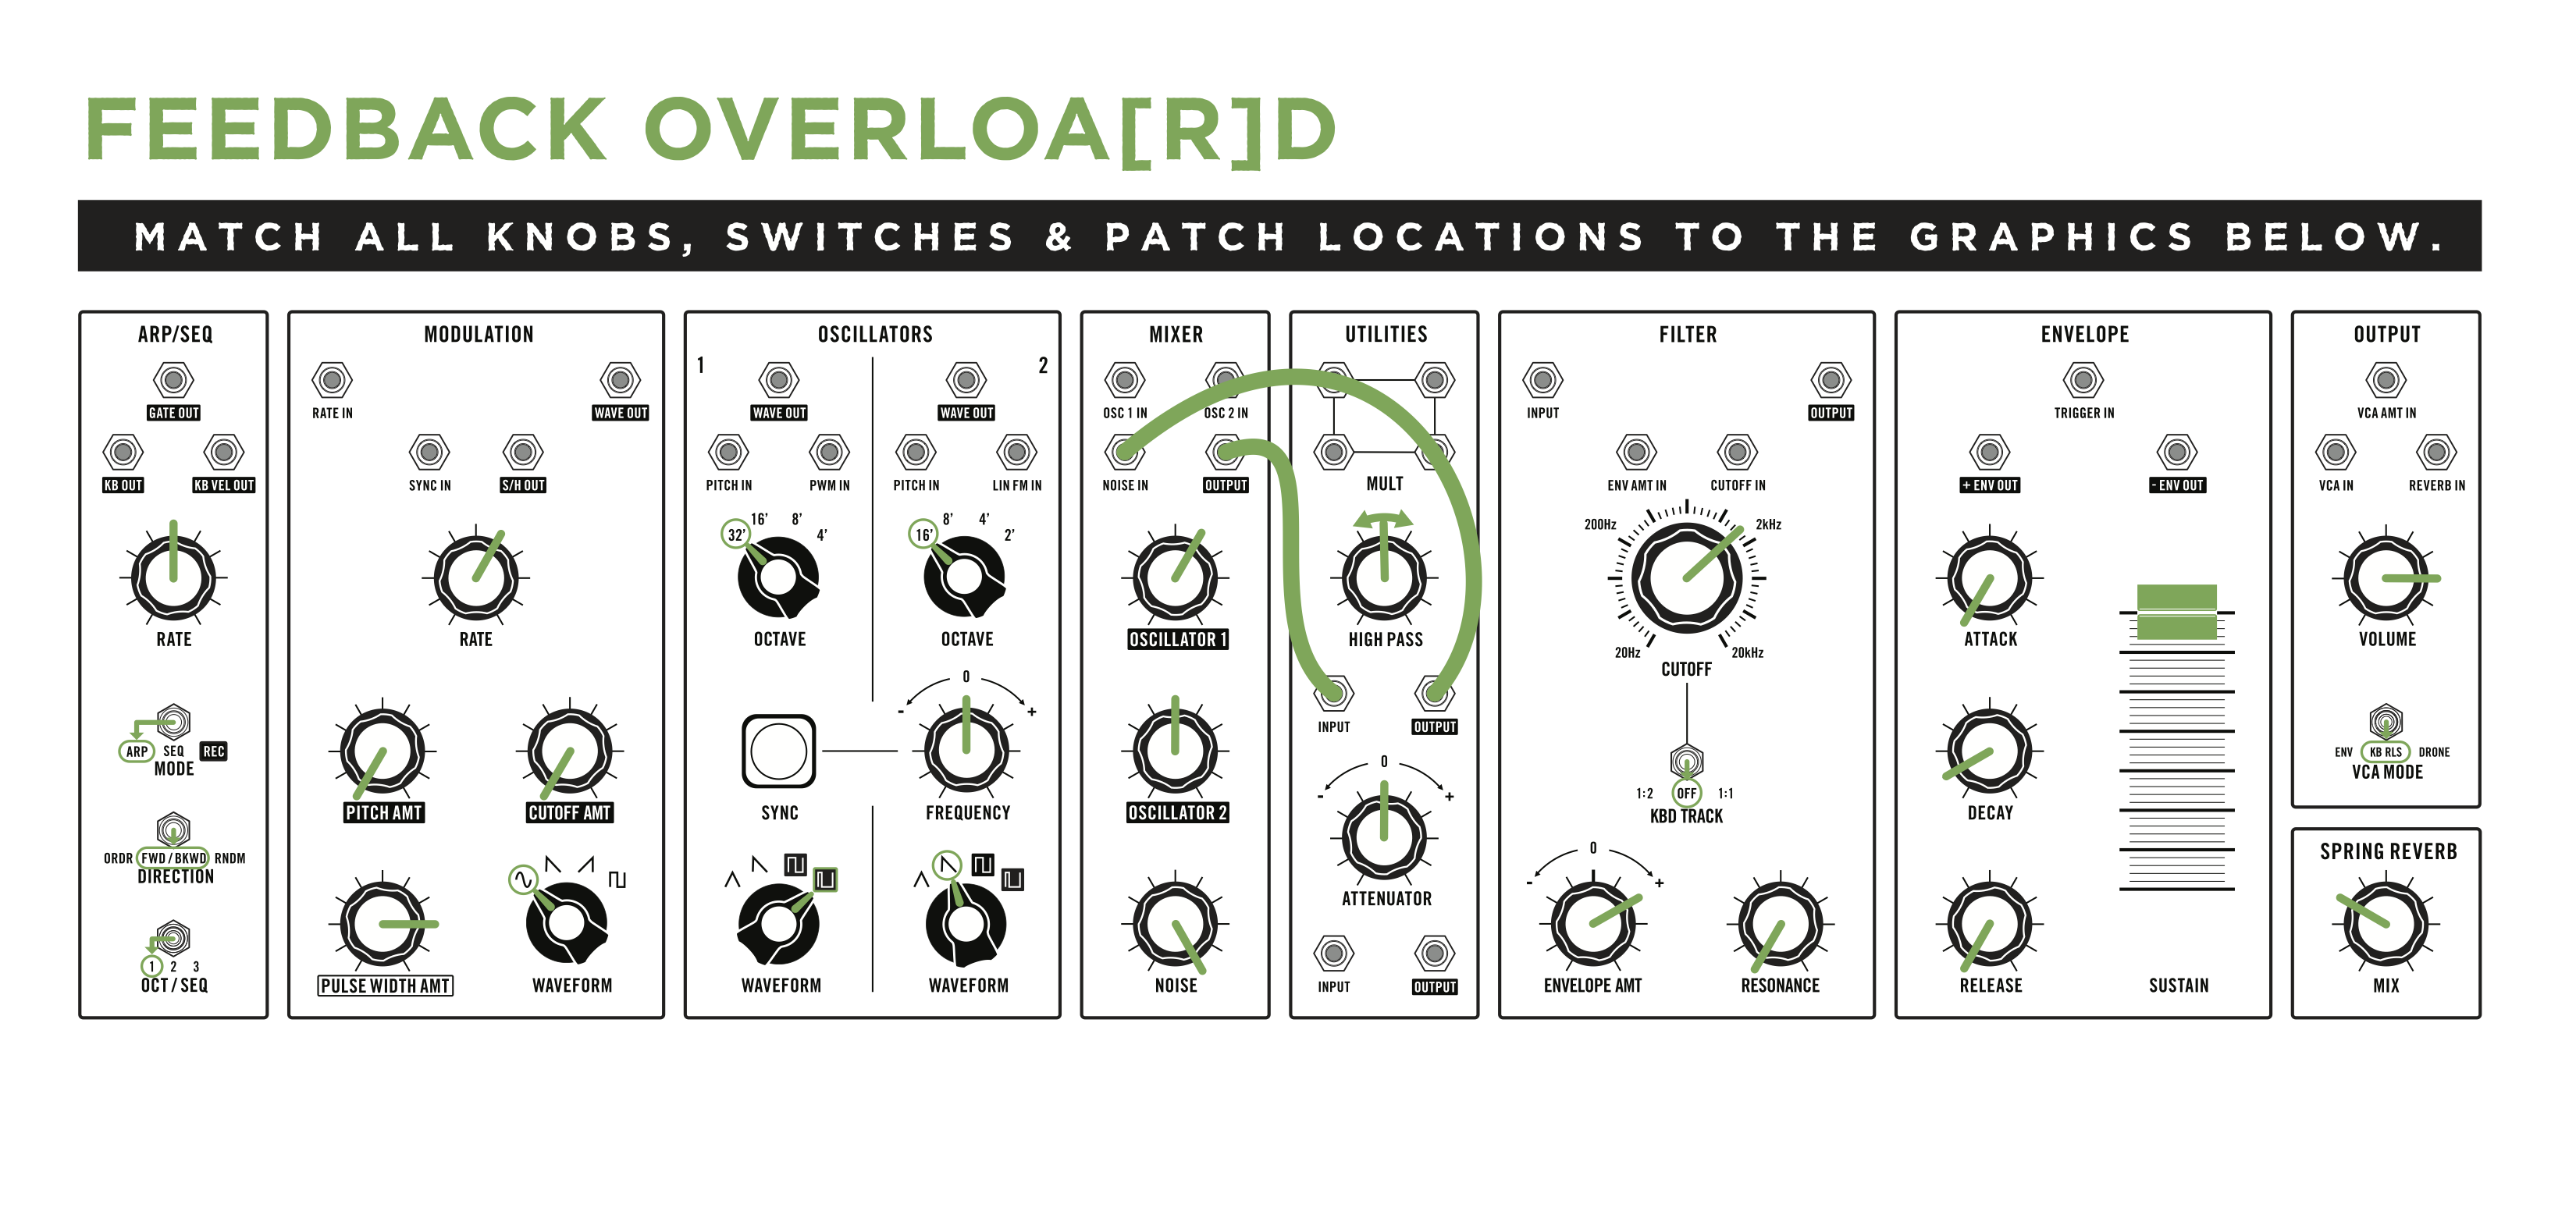 FEEDBACK OVERLOA[R]D
MATCH ALL KNOBS, SWITCHES & PATCH LOCATIONS TO THE GRAPHICS BELOW.
ARP/SEQ
GATE OUT
KB OUT KB VEL OUT
RATE
ARP SEQ REC
MODE
ORDR FWD / BKWD RNDM
DIRECTION
1 2 3
OCT / SEQ
MODULATION
RATE IN WAVE OUT
SYNC IN S/H OUT
RATE
PITCH AMT CUTOFF AMT
PULSE WIDTH AMT WAVEFORM
OSCILLATORS
1 2
WAVE OUT WAVE OUT
PITCH IN PWM IN PITCH IN LIN FM IN
32' 16' 8' 4' 16' 8' 4' 2'
OCTAVE OCTAVE
- 0 +
SYNC FREQUENCY
WAVEFORM WAVEFORM
MIXER
OSC 1 IN OSC 2 IN
NOISE IN OUTPUT
OSCILLATOR 1
OSCILLATOR 2
NOISE
UTILITIES
MULT
HIGH PASS
INPUT OUTPUT
- 0 +
ATTENUATOR
INPUT OUTPUT
FILTER
INPUT OUTPUT
ENV AMT IN CUTOFF IN
200Hz 2kHz
20Hz 20kHz
CUTOFF
1:2 OFF 1:1
KBD TRACK
- 0 +
ENVELOPE AMT RESONANCE
ENVELOPE
TRIGGER IN
+ ENV OUT - ENV OUT
ATTACK
DECAY
RELEASE SUSTAIN
OUTPUT
VCA AMT IN
VCA IN REVERB IN
VOLUME
ENV KB RLS DRONE
VCA MODE
SPRING REVERB
MIX